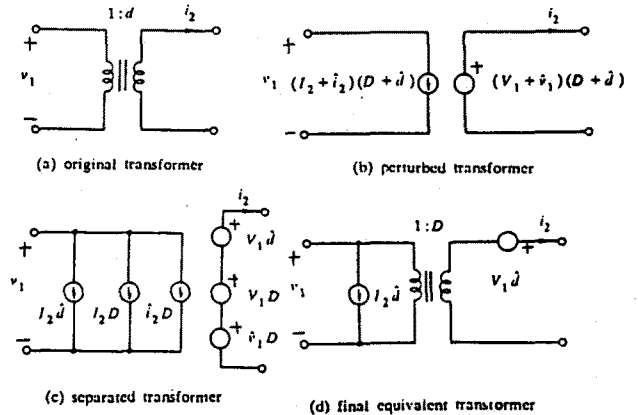 1:d
i₂
+
v₁
−
(a) original transformer
i₂
+
v₁
−
(I₂+î₂)(D+d̂)
+
(V₁+v̂₁)(D+d̂)
(b) perturbed transformer
+
v₁
−
I₂d̂
I₂D
î₂D
i₂
+
V₁d̂
+
V₁D
+
v̂₁D
(c) separated transformer
1:D
i₂
+
v₁
−
I₂d̂
+
V₁d̂
(d) final equivalent transformer